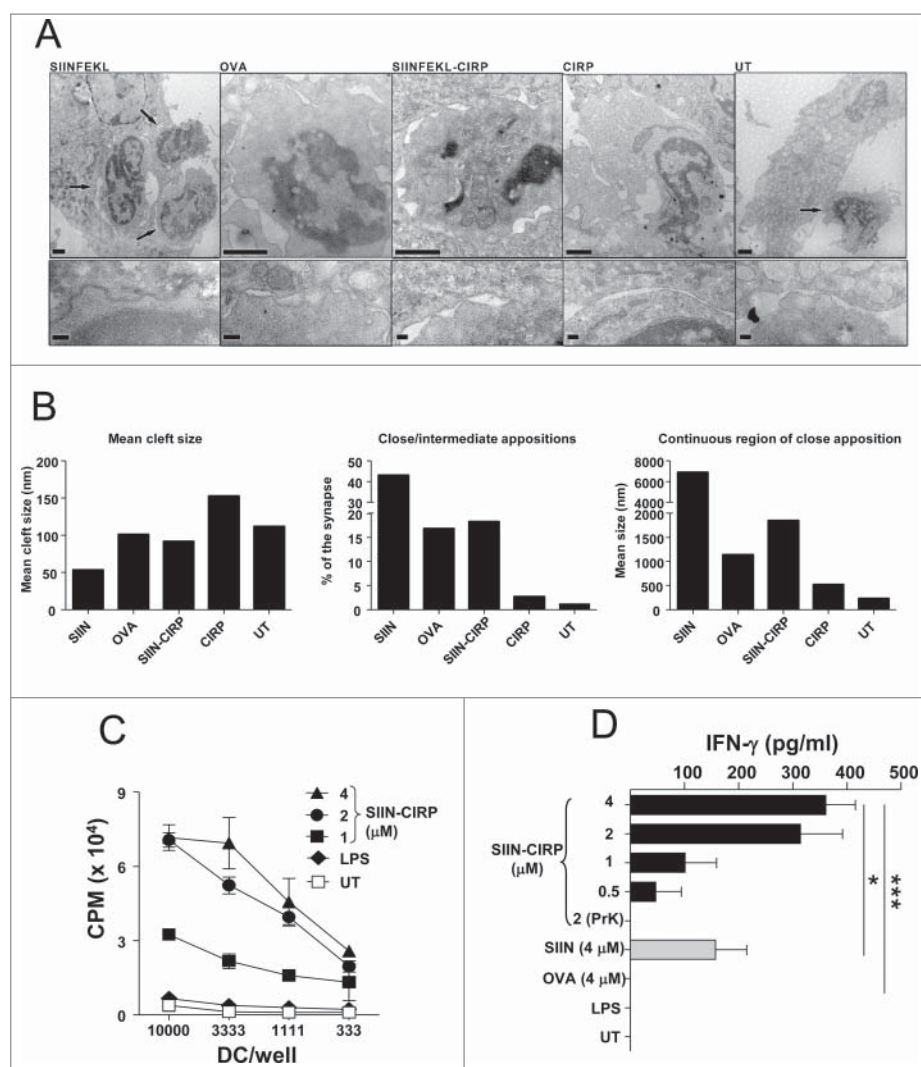 A
SIINFEKL OVA SIINFEKL-CIRP CIRP UT
B
Mean cleft size
Mean cleft size (nm)
200
150
100
50
0
SIIN OVA SIIN-CIRP CIRP UT
Close/intermediate appositions
% of the synapse
50
40
30
20
15
10
5
0
SIIN OVA SIIN-CIRP CIRP UT
Continuous region of close apposition
Mean size (nm)
8000
6000
4000
2000
1500
1000
500
0
SIIN OVA SIIN-CIRP CIRP UT
C
CPM (x 10⁴)
9
6
3
0
10000 3333 1111 333
DC/well
4
2
1
SIIN-CIRP
(μM)
LPS
UT
D
IFN-γ (pg/ml)
100 200 300 400 500
SIIN-CIRP
(μM)
4
2
1
0.5
2 (PrK)
SIIN (4 μM)
OVA (4 μM)
LPS
UT
*
***